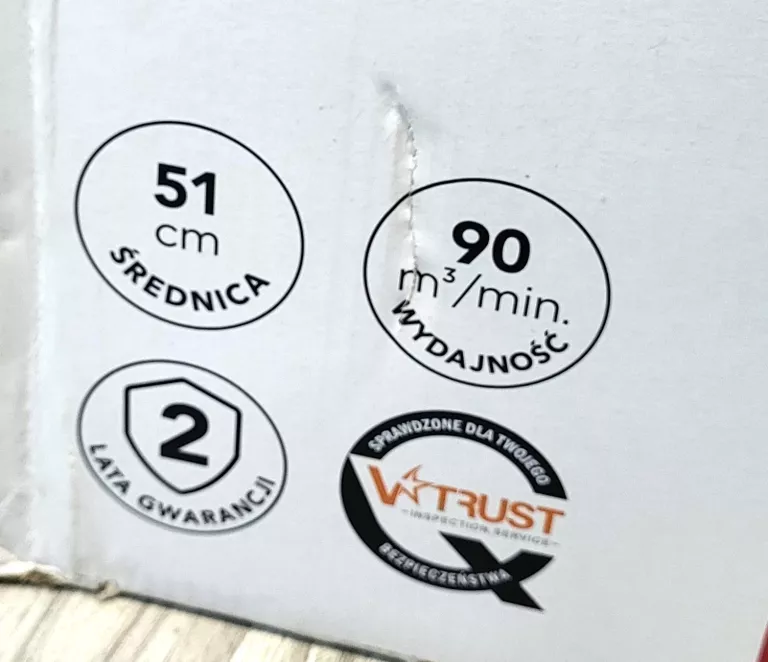 51
cm
ŚREDNICA
90
m³/min.
WYDAJNOŚĆ
2
LATA GWARANCJI
SPRAWDZONE DLA TWOJEGO
V-TRUST
-INSPECTION SERVICE-
BEZPIECZEŃSTWA